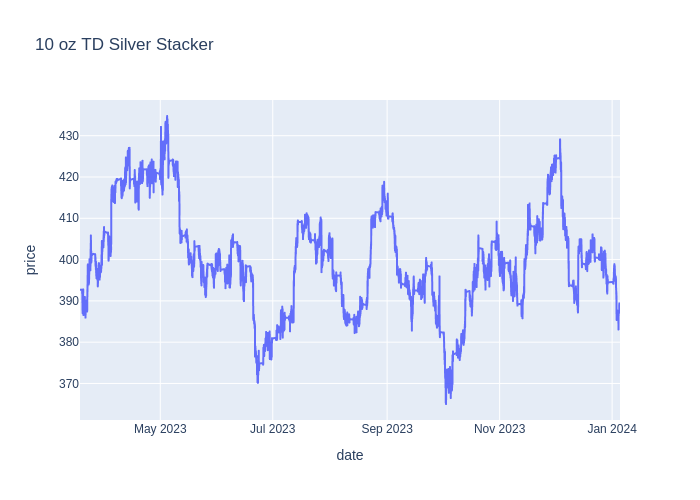 10 oz TD Silver Stacker
430
420
410
400
390
380
370
price
May 2023
Jul 2023
Sep 2023
Nov 2023
Jan 2024
date